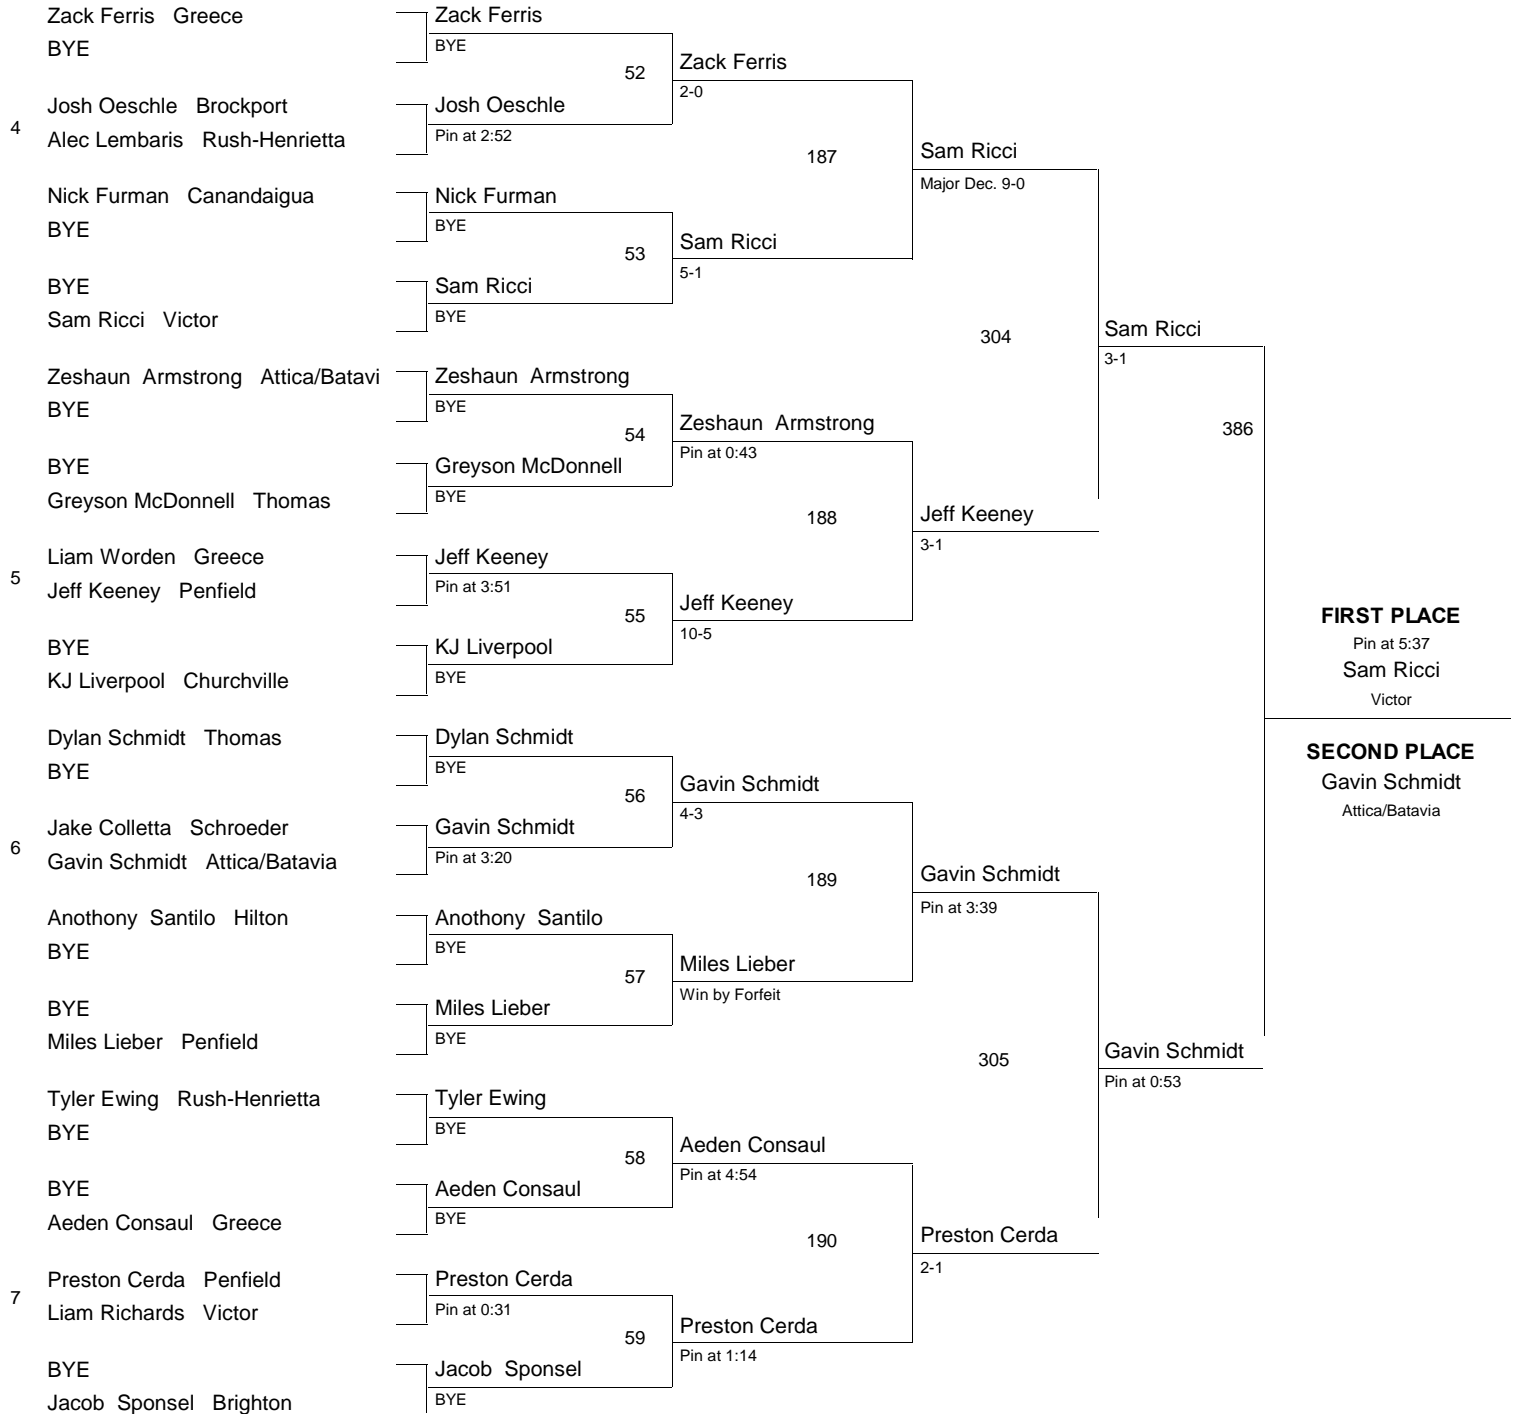 Zack Ferris Greece
BYE
4
Josh Oeschle Brockport
Alec Lembaris Rush-Henrietta
Nick Furman Canandaigua
BYE
BYE
Sam Ricci Victor
Zeshaun Armstrong Attica/Batavi
BYE
BYE
Greyson McDonnell Thomas
5
Liam Worden Greece
Jeff Keeney Penfield
BYE
KJ Liverpool Churchville
Dylan Schmidt Thomas
BYE
6
Jake Colletta Schroeder
Gavin Schmidt Attica/Batavia
Anothony Santilo Hilton
BYE
BYE
Miles Lieber Penfield
Tyler Ewing Rush-Henrietta
BYE
BYE
Aeden Consaul Greece
7
Preston Cerda Penfield
Liam Richards Victor
BYE
Jacob Sponsel Brighton
Zack Ferris
BYE
52
Josh Oeschle
Pin at 2:52
Nick Furman
BYE
53
Sam Ricci
BYE
Zeshaun Armstrong
BYE
54
Greyson McDonnell
BYE
Jeff Keeney
Pin at 3:51
55
KJ Liverpool
BYE
Dylan Schmidt
BYE
56
Gavin Schmidt
Pin at 3:20
Anothony Santilo
BYE
57
Miles Lieber
BYE
Tyler Ewing
BYE
58
Aeden Consaul
BYE
Preston Cerda
Pin at 0:31
59
Jacob Sponsel
BYE
Zack Ferris
2-0
187
Sam Ricci
5-1
Zeshaun Armstrong
Pin at 0:43
188
Jeff Keeney
10-5
Gavin Schmidt
4-3
189
Miles Lieber
Win by Forfeit
Aeden Consaul
Pin at 4:54
190
Preston Cerda
Pin at 1:14
Sam Ricci
Major Dec. 9-0
304
Jeff Keeney
3-1
Gavin Schmidt
Pin at 3:39
305
Preston Cerda
2-1
Sam Ricci
3-1
386
Gavin Schmidt
Pin at 0:53
FIRST PLACE
Pin at 5:37
Sam Ricci
Victor
SECOND PLACE
Gavin Schmidt
Attica/Batavia